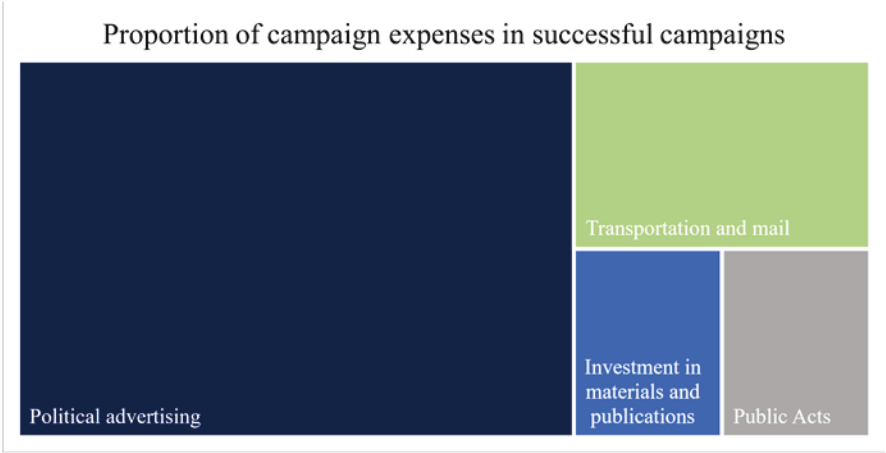 Proportion of campaign expenses in successful campaigns
Transportation and mail
Political advertising
Investment in
materials and
publications
Public Acts